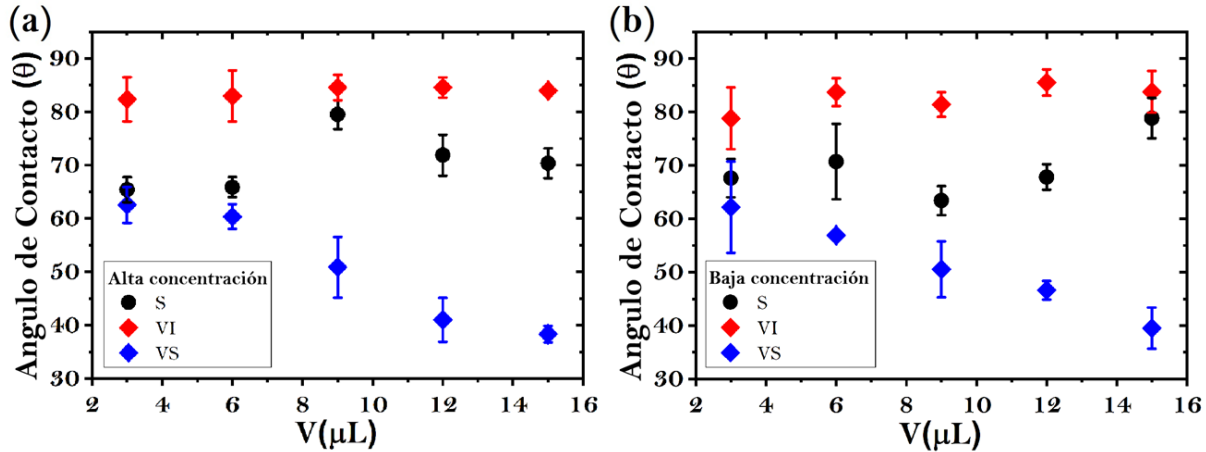 (a)
Angulo de Contacto (θ)
90
80
70
60
50
40
30
Alta concentración
S
VI
VS
2 4 6 8 10 12 14 16
V(μL)
(b)
Angulo de Contacto (θ)
90
80
70
60
50
40
30
Baja concentración
S
VI
VS
2 4 6 8 10 12 14 16
V(μL)